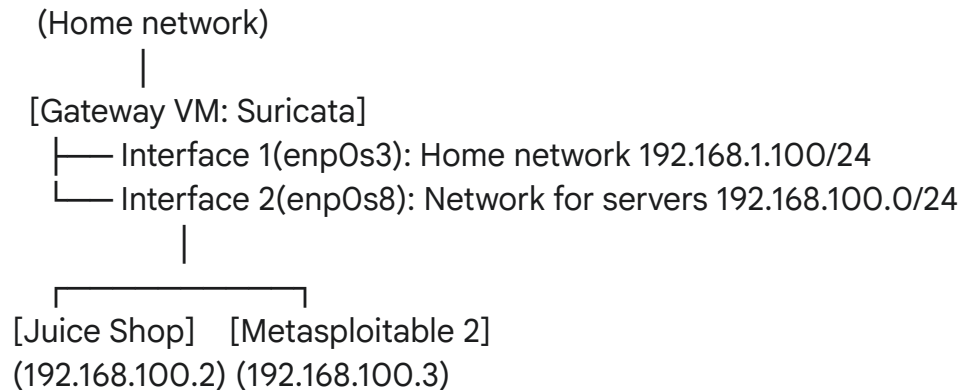 (Home network)
[Gateway VM: Suricata]
Interface 1(enp0s3): Home network 192.168.1.100/24
Interface 2(enp0s8): Network for servers 192.168.100.0/24
[Juice Shop] [Metasploitable 2]
(192.168.100.2) (192.168.100.3)